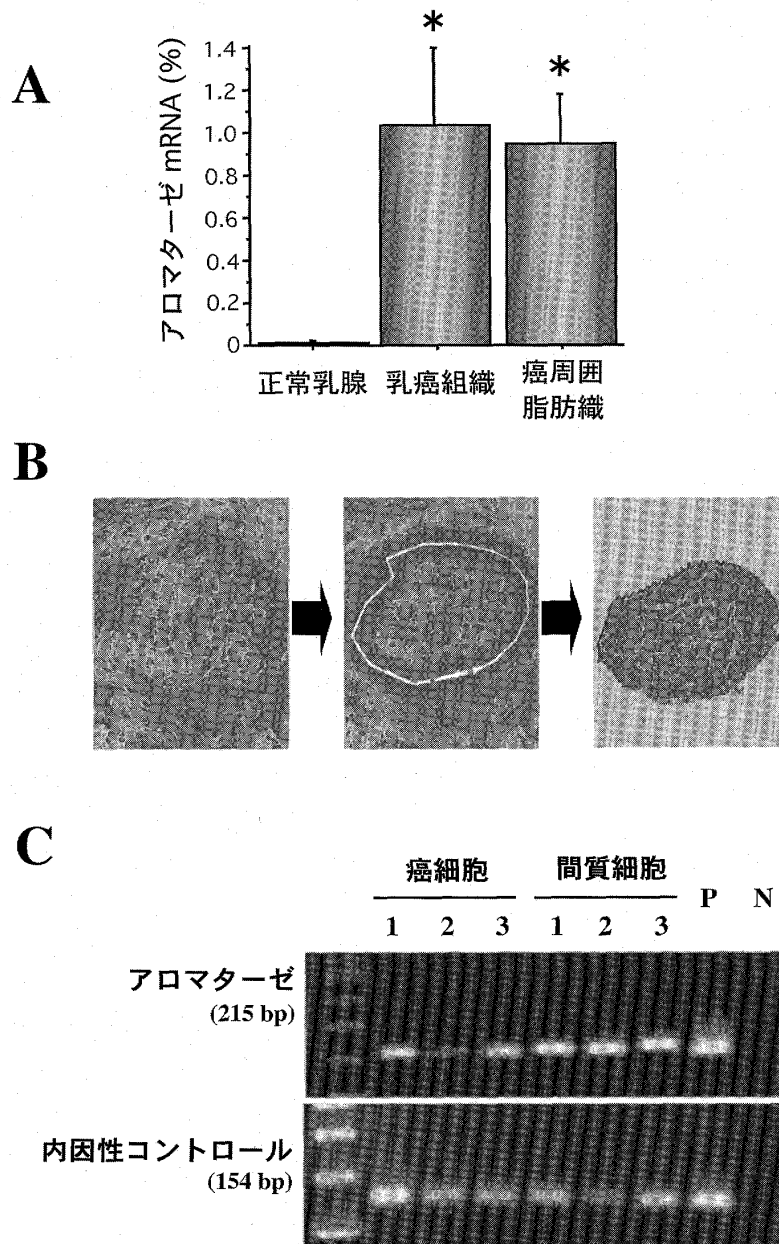 A
アロマターゼ mRNA (%)
1.4
1.2
1.0
0.8
0.6
0.4
0.2
0
*
*
正常乳腺
乳癌組織
癌周囲
脂肪織
B
C
癌細胞
間質細胞
P
N
1
2
3
1
2
3
アロマターゼ
(215 bp)
内因性コントロール
(154 bp)